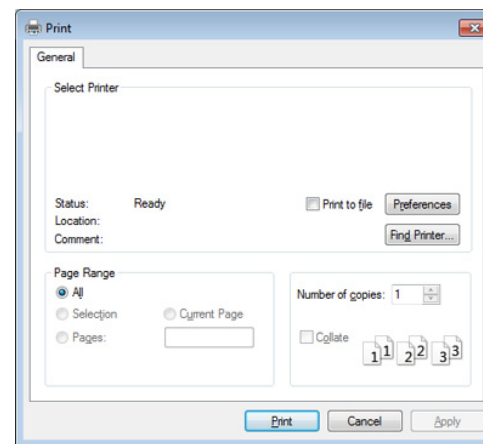 Print
General
Select Printer
Status: Ready
Print to file
Preferences
Location:
Comment:
Find Printer...
Page Range
All
Selection
Current Page
Pages:
Number of copies: 1
Collate
1 1 2 2 3 3
Print
Cancel
Apply